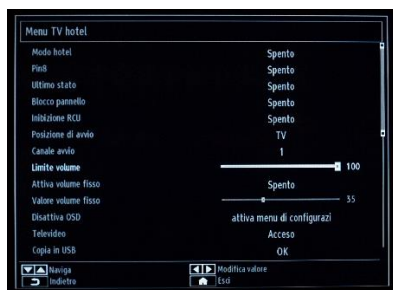 Menu TV hotel
Modo hotel Spento
Pin8 Spento
Ultimo stato Spento
Blocco pannello Spento
Inibizione RCU Spento
Posizione di avvio TV
Canale avvio 1
Limite volume 100
Attiva volume fisso Spento
Valore volume fisso 35
Disattiva OSD attiva menu di configurazi
Televideo Acceso
Copia in USB OK
Naviga Modifica valore
Indietro Esci